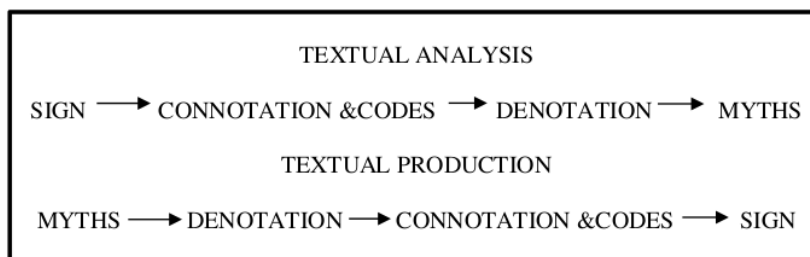 TEXTUAL ANALYSIS
SIGN → CONNOTATION &CODES → DENOTATION → MYTHS
TEXTUAL PRODUCTION
MYTHS → DENOTATION → CONNOTATION &CODES → SIGN